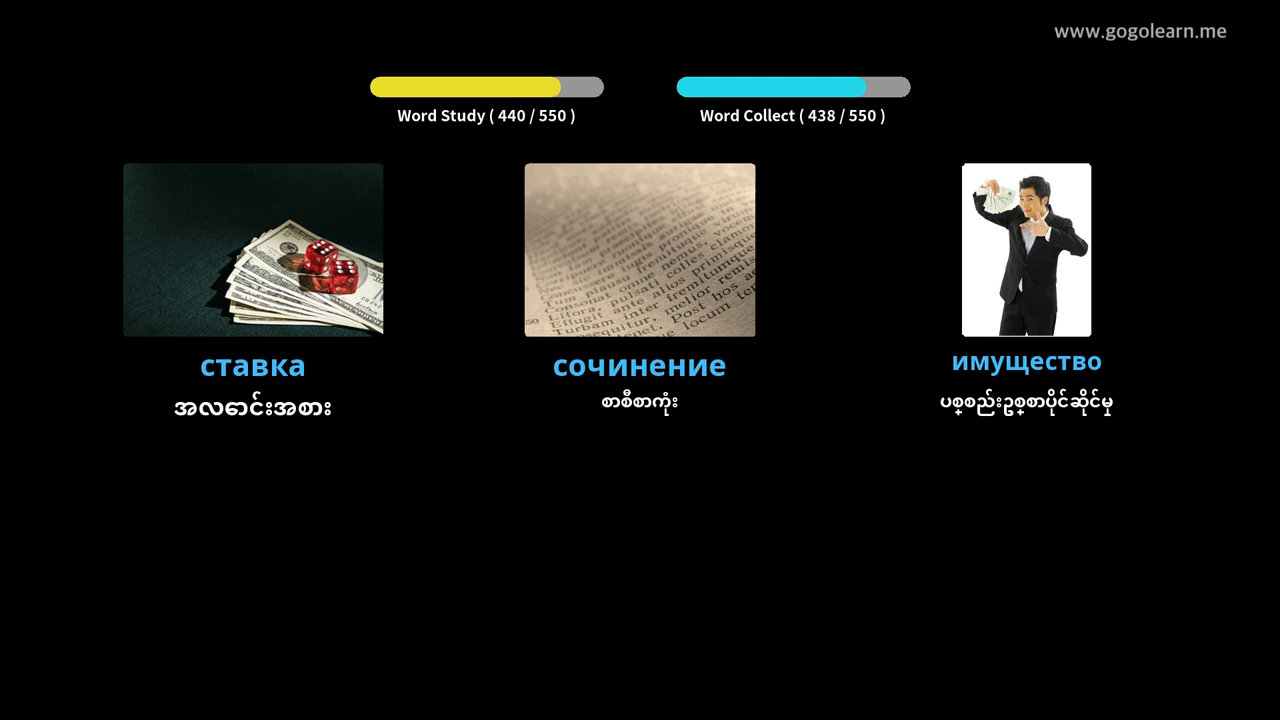 www.gogolearn.me
Word Study ( 440 / 550 )
Word Collect ( 438 / 550 )
ставка
сочинение
имущество
အလောင်းအစား
စာစီစာကုံး
ပစ္စည်းဥစ္စာပိုင်ဆိုင်မှု